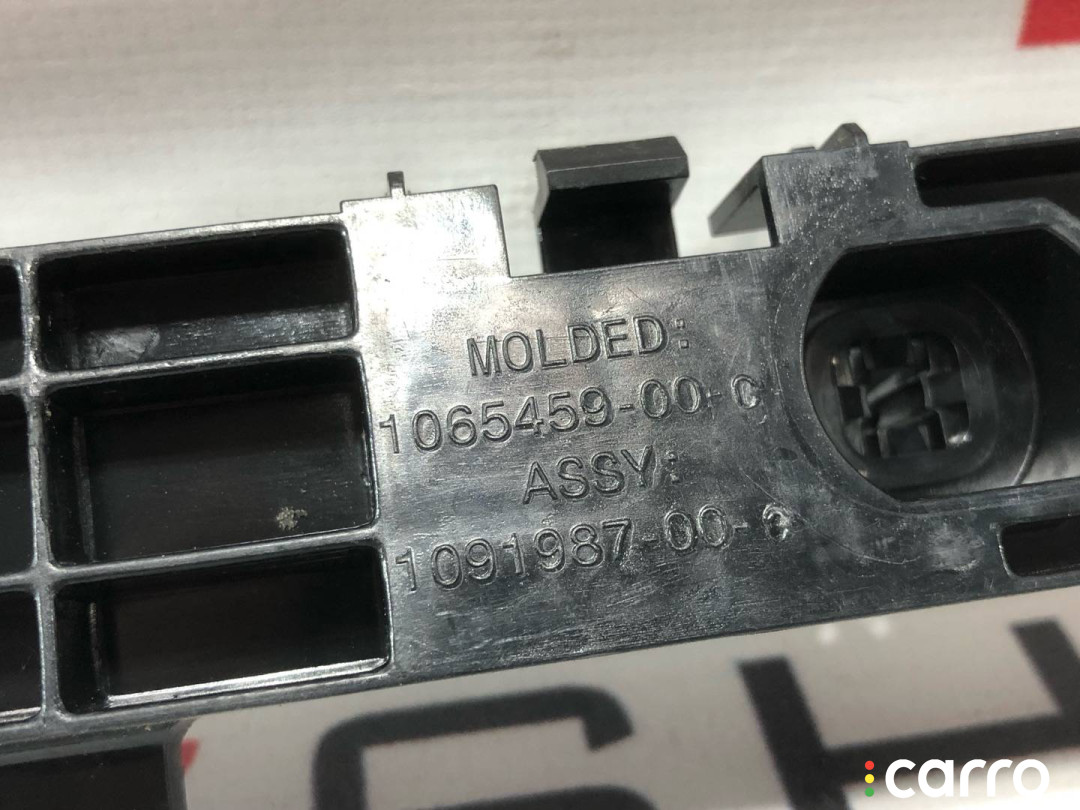 MOLDED:
1065459-00-C
ASSY:
1091987-00-
carro